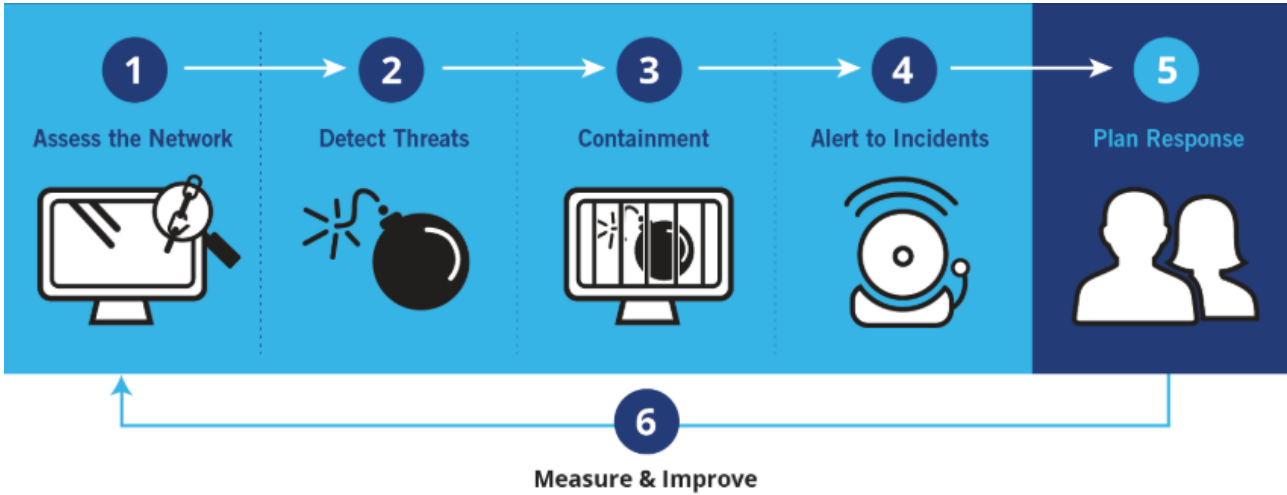 1
2
3
4
5
Assess the Network
Detect Threats
Containment
Alert to Incidents
Plan Response
6
Measure & Improve